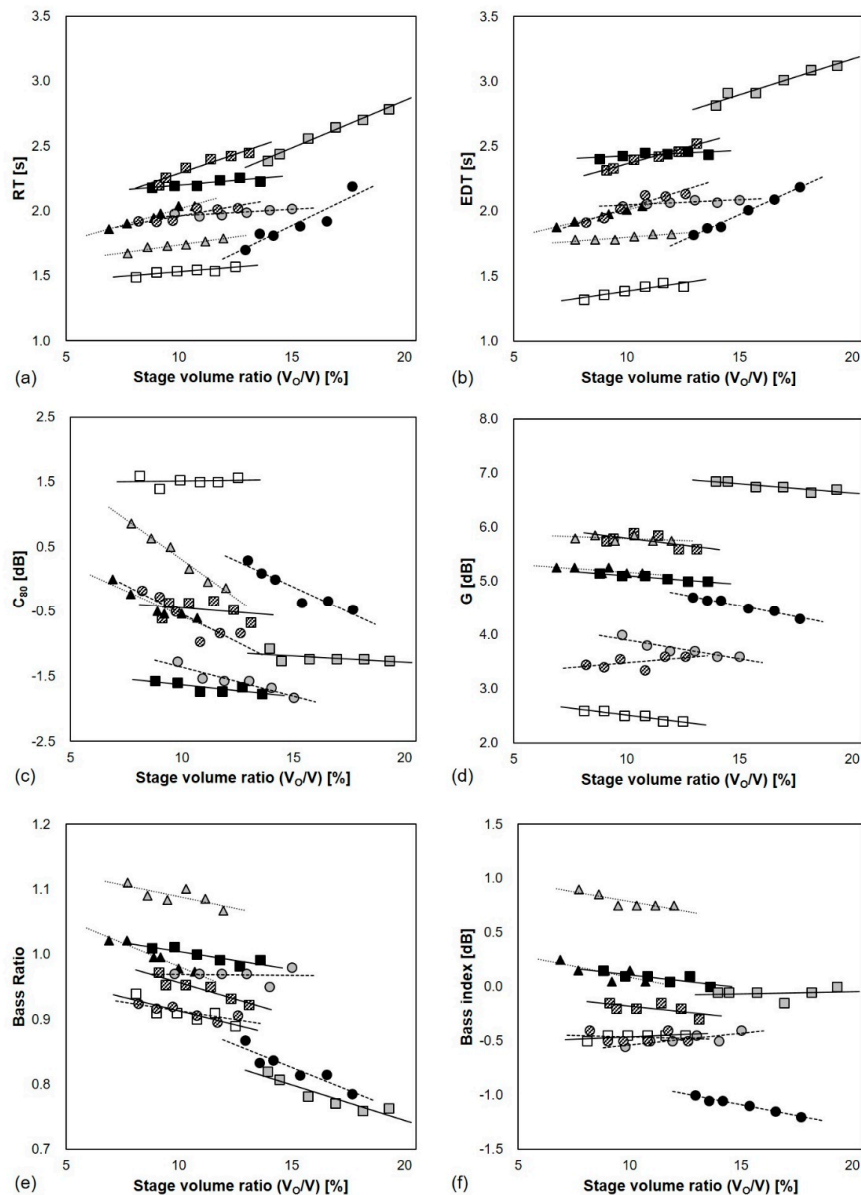 3.5
3.0
2.5
2.0
1.5
1.0
RT [s]
5 10 15 20
(a) Stage volume ratio (VO/V) [%]
3.5
3.0
2.5
2.0
1.5
1.0
EDT [s]
5 10 15 20
(b) Stage volume ratio (VO/V) [%]
2.5
1.5
0.5
-0.5
-1.5
-2.5
C80 [dB]
5 10 15 20
(c) Stage volume ratio (VO/V) [%]
8.0
7.0
6.0
5.0
4.0
3.0
2.0
G [dB]
5 10 15 20
(d) Stage volume ratio (VO/V) [%]
1.2
1.1
1.0
0.9
0.8
0.7
Bass Ratio
5 10 15 20
(e) Stage volume ratio (VO/V) [%]
1.5
1.0
0.5
0.0
-0.5
-1.0
-1.5
Bass index [dB]
5 10 15 20
(f) Stage volume ratio (VO/V) [%]